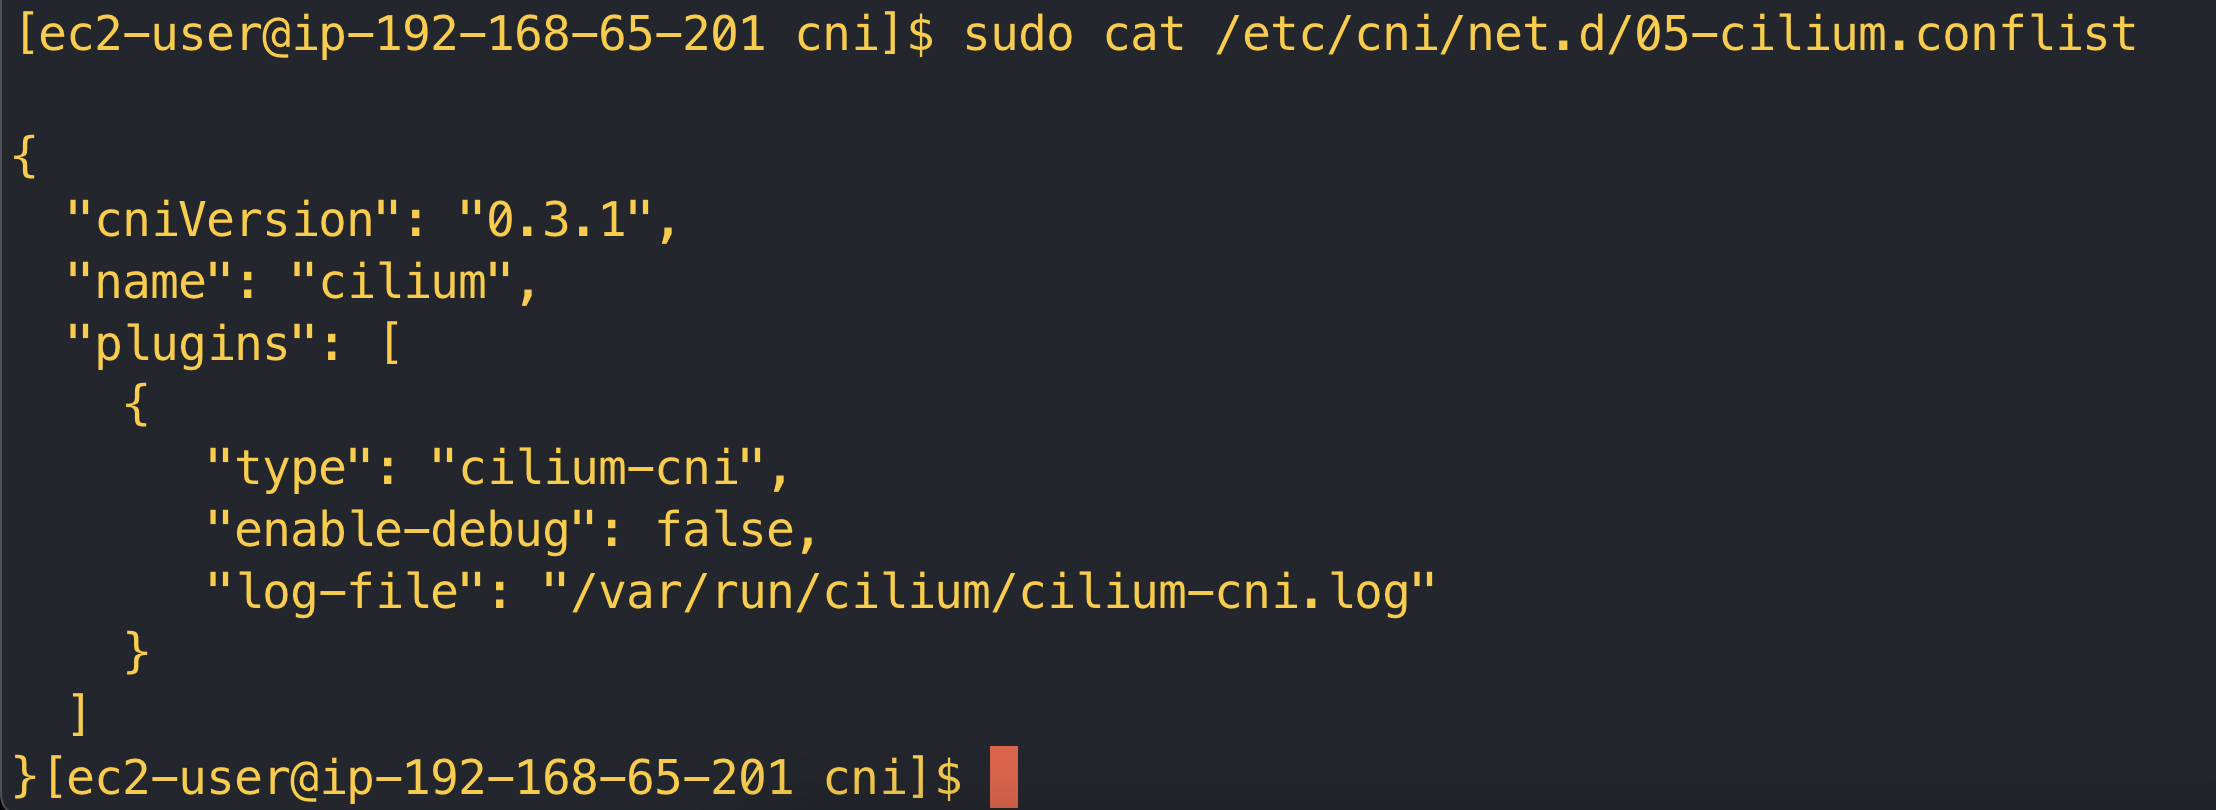 [ec2-user@ip-192-168-65-201 cni]$ sudo cat /etc/cni/net.d/05-cilium.conflist

{
  "cniVersion": "0.3.1",
  "name": "cilium",
  "plugins": [
    {
       "type": "cilium-cni",
       "enable-debug": false,
       "log-file": "/var/run/cilium/cilium-cni.log"
    }
  ]
}[ec2-user@ip-192-168-65-201 cni]$